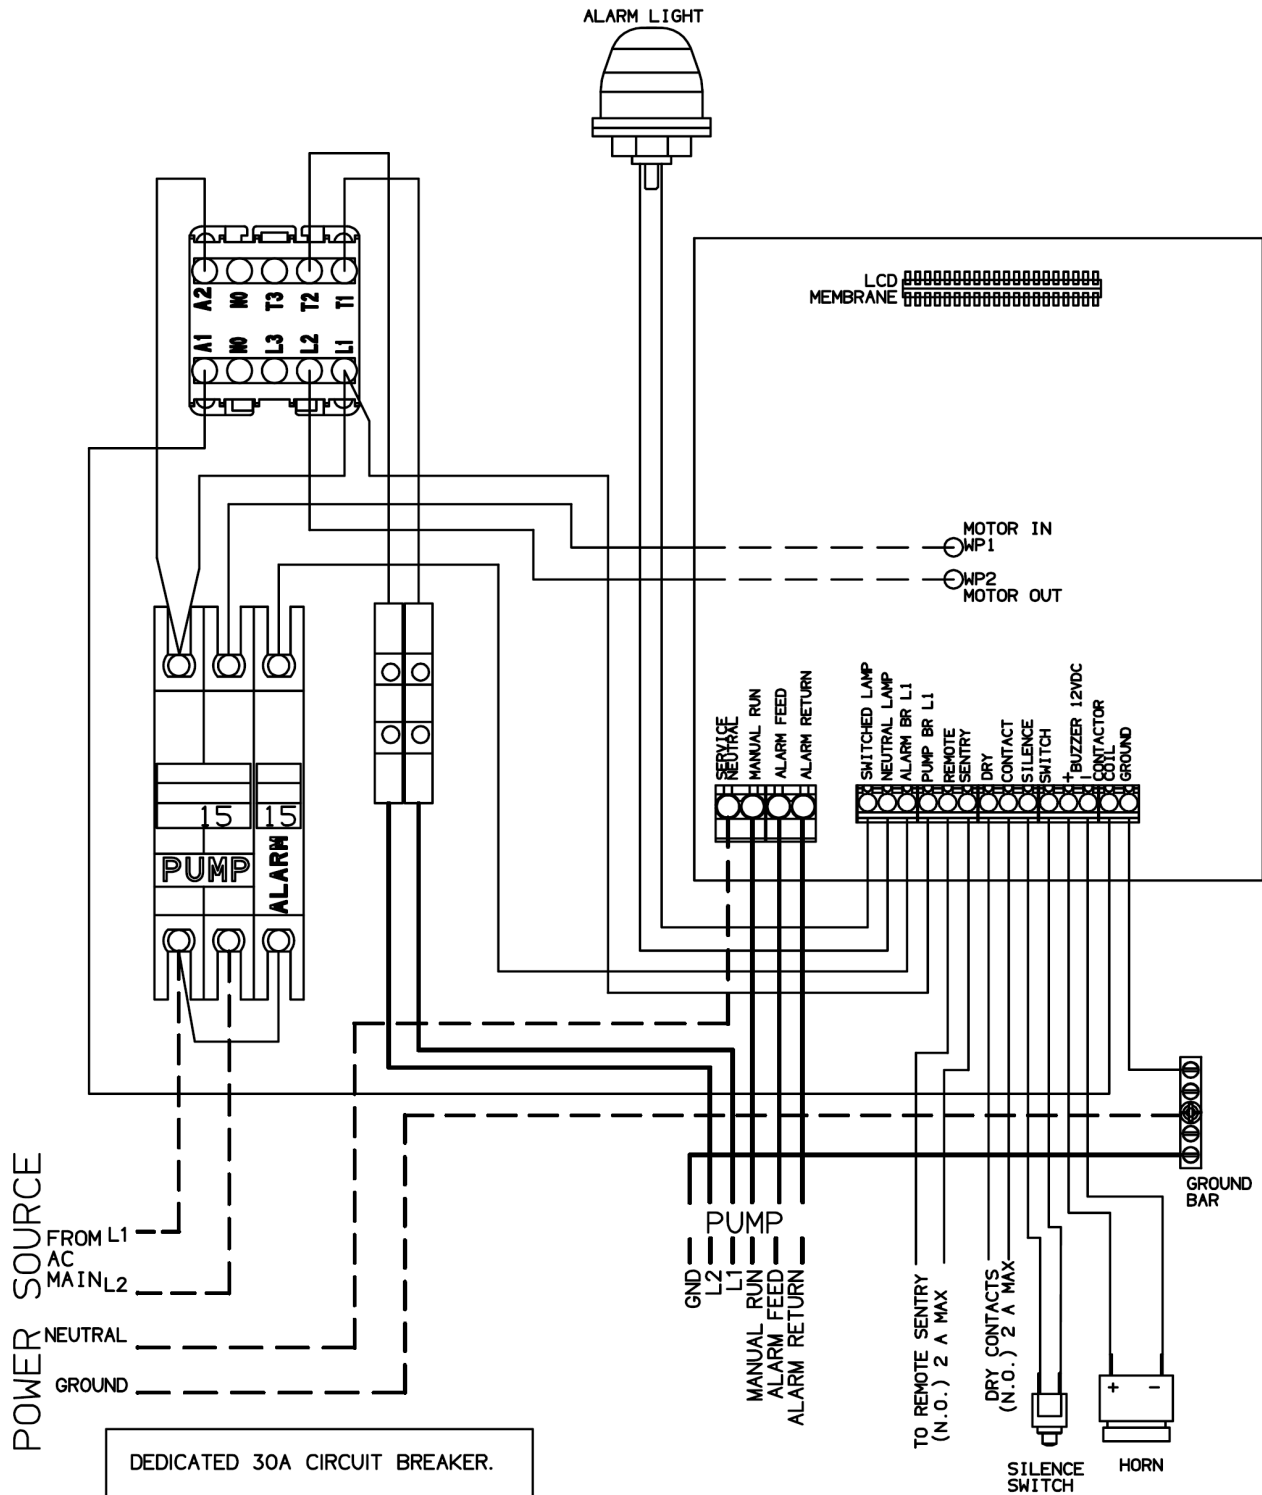 ALARM LIGHT
A2
NO
T3
T2
T1
A1
NO
L3
L2
L1
LCD
MEMBRANE
MOTOR IN
WP1
WP2
MOTOR OUT
SERVICE
NEUTRAL
MANUAL RUN
ALARM FEED
ALARM RETURN
SWITCHED LAMP
NEUTRAL LAMP
ALARM BR L1
PUMP BR L1
REMOTE
SENTRY
DRY
CONTACT
SILENCE
SWITCH
+
BUZZER 12VDC
−
CONTACTOR
COIL
GROUND
15
15
PUMP
ALARM
GROUND
BAR
POWER SOURCE
FROM L1
AC
MAIN L2
NEUTRAL
GROUND
PUMP
GND
L2
L1
MANUAL RUN
ALARM FEED
ALARM RETURN
TO REMOTE SENTRY
(N.O.) 2 A MAX
DRY CONTACTS
(N.O.) 2 A MAX
+ −
SILENCE
SWITCH
HORN
DEDICATED 30A CIRCUIT BREAKER.